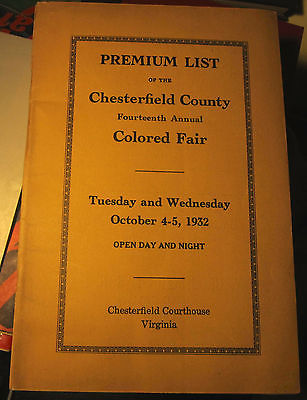 PREMIUM LIST
OF THE
Chesterfield County
Fourteenth Annual
Colored Fair
Tuesday and Wednesday
October 4-5, 1932
OPEN DAY AND NIGHT
Chesterfield Courthouse
Virginia